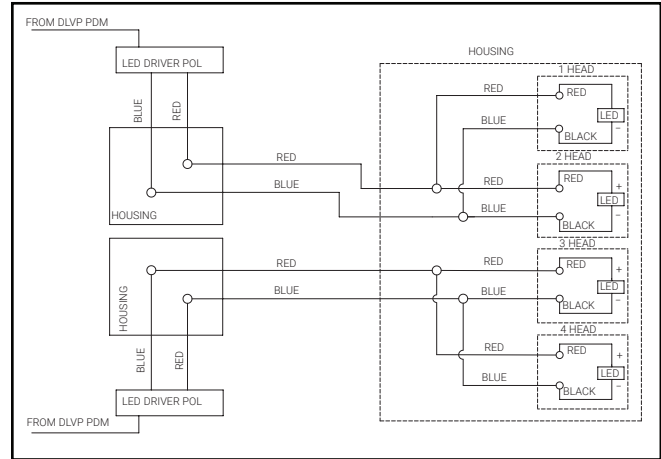 FROM DLVP PDM
LED DRIVER POL
BLUE
RED
HOUSING
RED
BLUE
HOUSING
1 HEAD
RED
RED
LED
BLUE
BLACK
–
2 HEAD
RED
RED
+
LED
BLUE
BLACK
–
3 HEAD
HOUSING
RED
BLUE
RED
RED
+
LED
BLUE
BLACK
–
4 HEAD
RED
RED
+
LED
BLUE
BLACK
–
BLUE
RED
LED DRIVER POL
FROM DLVP PDM